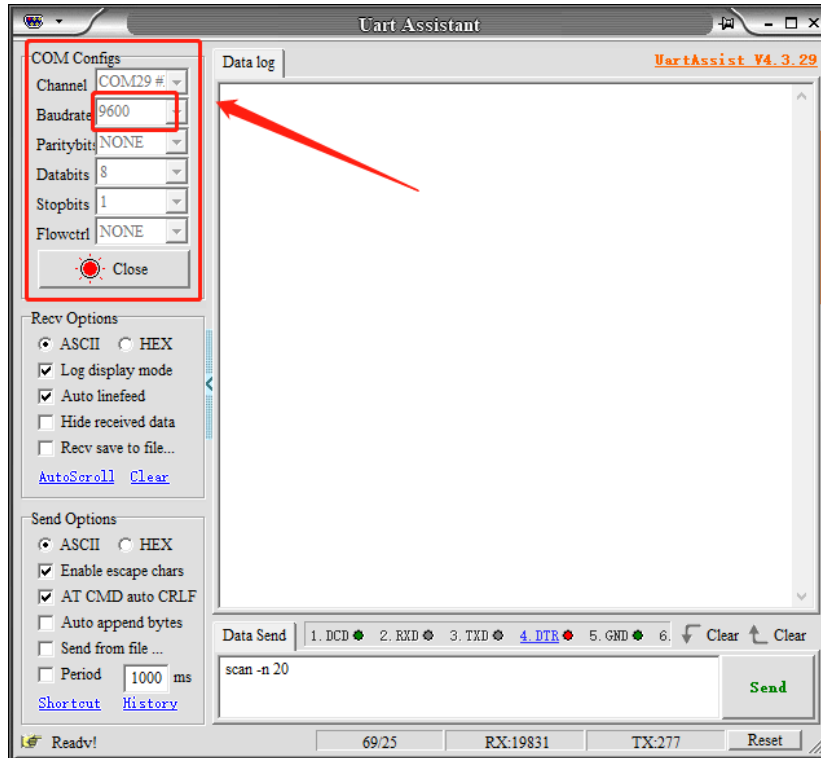 Uart Assistant
COM Configs
Channel COM29 #
Baudrate 9600
Paritybits NONE
Databits 8
Stopbits 1
Flowctrl NONE
Close
Recv Options
ASCII HEX
Log display mode
Auto linefeed
Hide received data
Recv save to file...
AutoScroll Clear
Send Options
ASCII HEX
Enable escape chars
AT CMD auto CRLF
Auto append bytes
Send from file ...
Period 1000 ms
Shortcut History
Data log UartAssist V4.3.29
Data Send 1. DCD 2. RXD 3. TXD 4. DTR 5. GND 6. Clear Clear
scan -n 20
Send
Ready! 69/25 RX:19831 TX:277 Reset